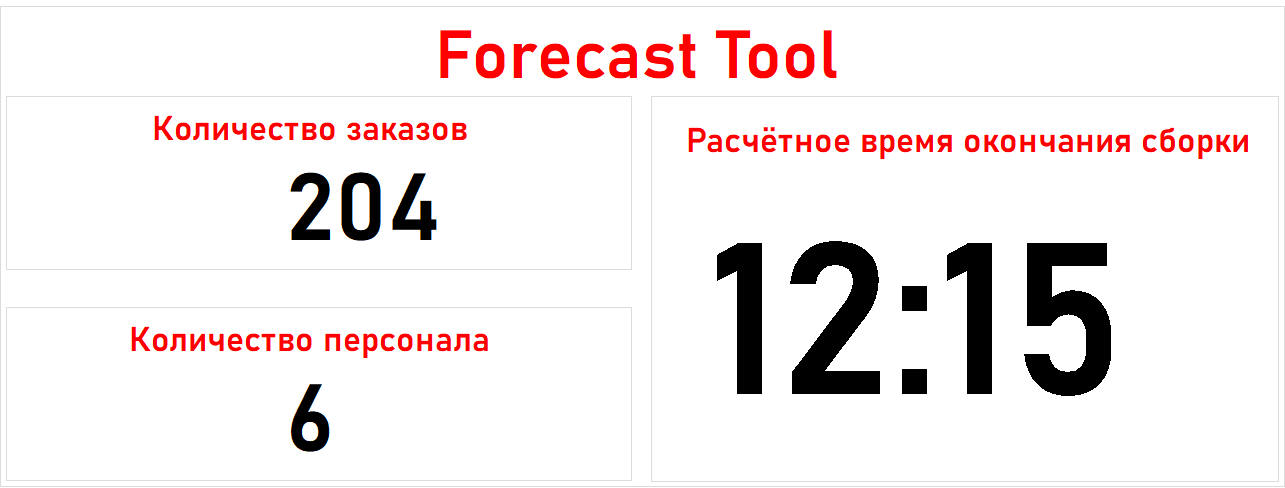 Forecast Tool
Количество заказов
204
Расчётное время окончания сборки
12:15
Количество персонала
6